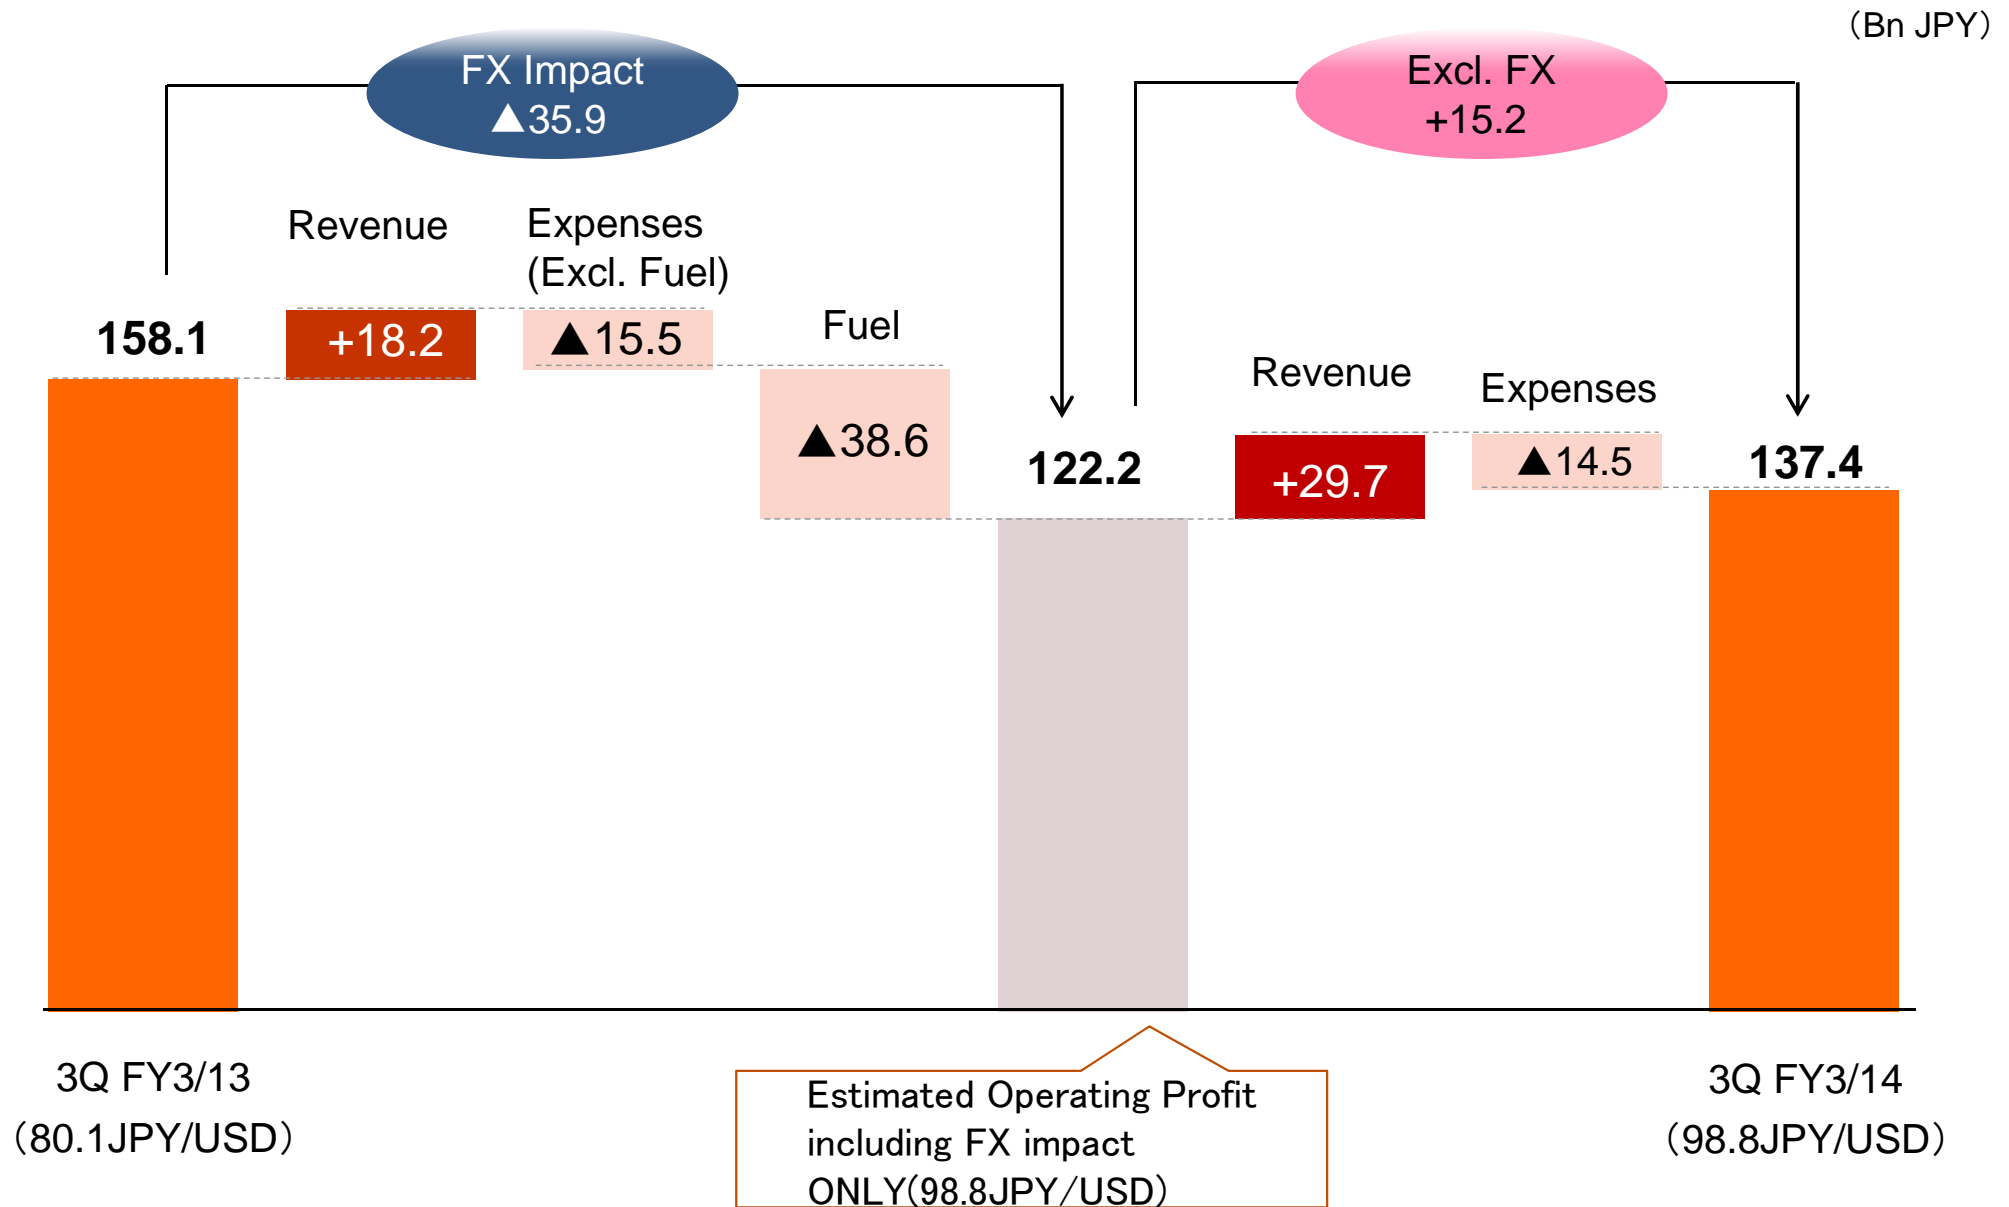 （Bn JPY）
FX Impact
▲35.9
Excl. FX
+15.2
Revenue
Expenses
(Excl. Fuel)
Fuel
158.1
+18.2
▲15.5
▲38.6
122.2
Revenue
Expenses
+29.7
▲14.5
137.4
3Q FY3/13
（80.1JPY/USD）
Estimated Operating Profit
including FX impact
ONLY(98.8JPY/USD)
3Q FY3/14
（98.8JPY/USD）